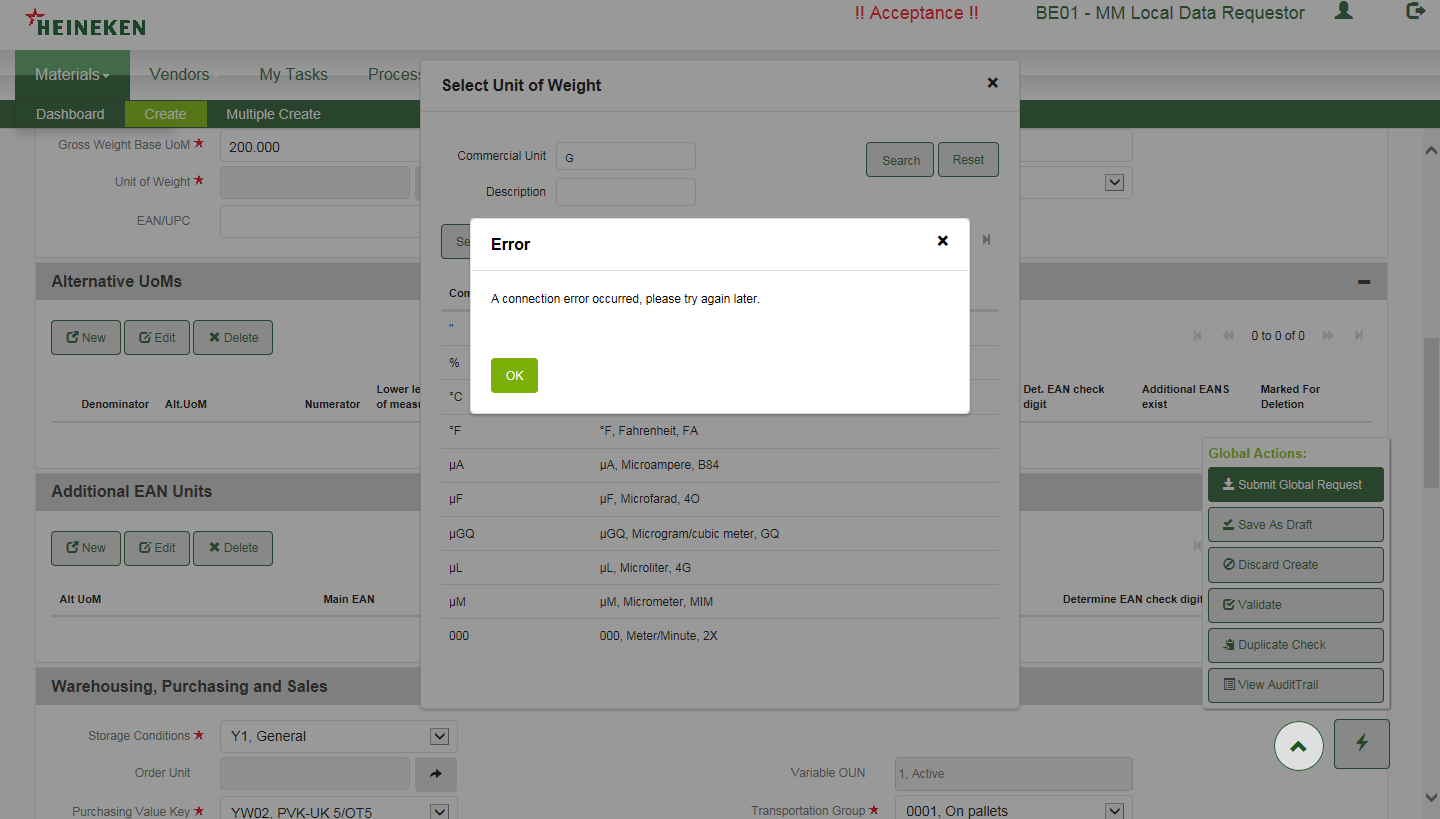 HEINEKEN
!! Acceptance !!
BE01 - MM Local Data Requestor
Materials
Vendors
My Tasks
Dashboard
Create
Multiple Create
Select Unit of Weight
Gross Weight Base UoM *
200.000
Unit of Weight *
EAN/UPC
Commercial Unit
G
Description
Search
Reset
Error
A connection error occurred, please try again later.
OK
"
%
°C
°F
°F, Fahrenheit, FA
µA
µA, Microampere, B84
µF
µF, Microfarad, 4O
µGQ
µGQ, Microgram/cubic meter, GQ
µL
µL, Microliter, 4G
µM
µM, Micrometer, MIM
000
000, Meter/Minute, 2X
Alternative UoMs
New
Edit
Delete
0 to 0 of 0
Denominator
Alt.UoM
Numerator
Det. EAN check
digit
Additional EANS
exist
Marked For
Deletion
Additional EAN Units
New
Edit
Delete
Alt UoM
Main EAN
Determine EAN check digit
Global Actions:
Submit Global Request
Save As Draft
Discard Create
Validate
Duplicate Check
View AuditTrail
Warehousing, Purchasing and Sales
Storage Conditions *
Y1, General
Order Unit
Variable OUN
1, Active
Purchasing Value Key *
YW02, PVK-UK 5/OT5
Transportation Group *
0001, On pallets